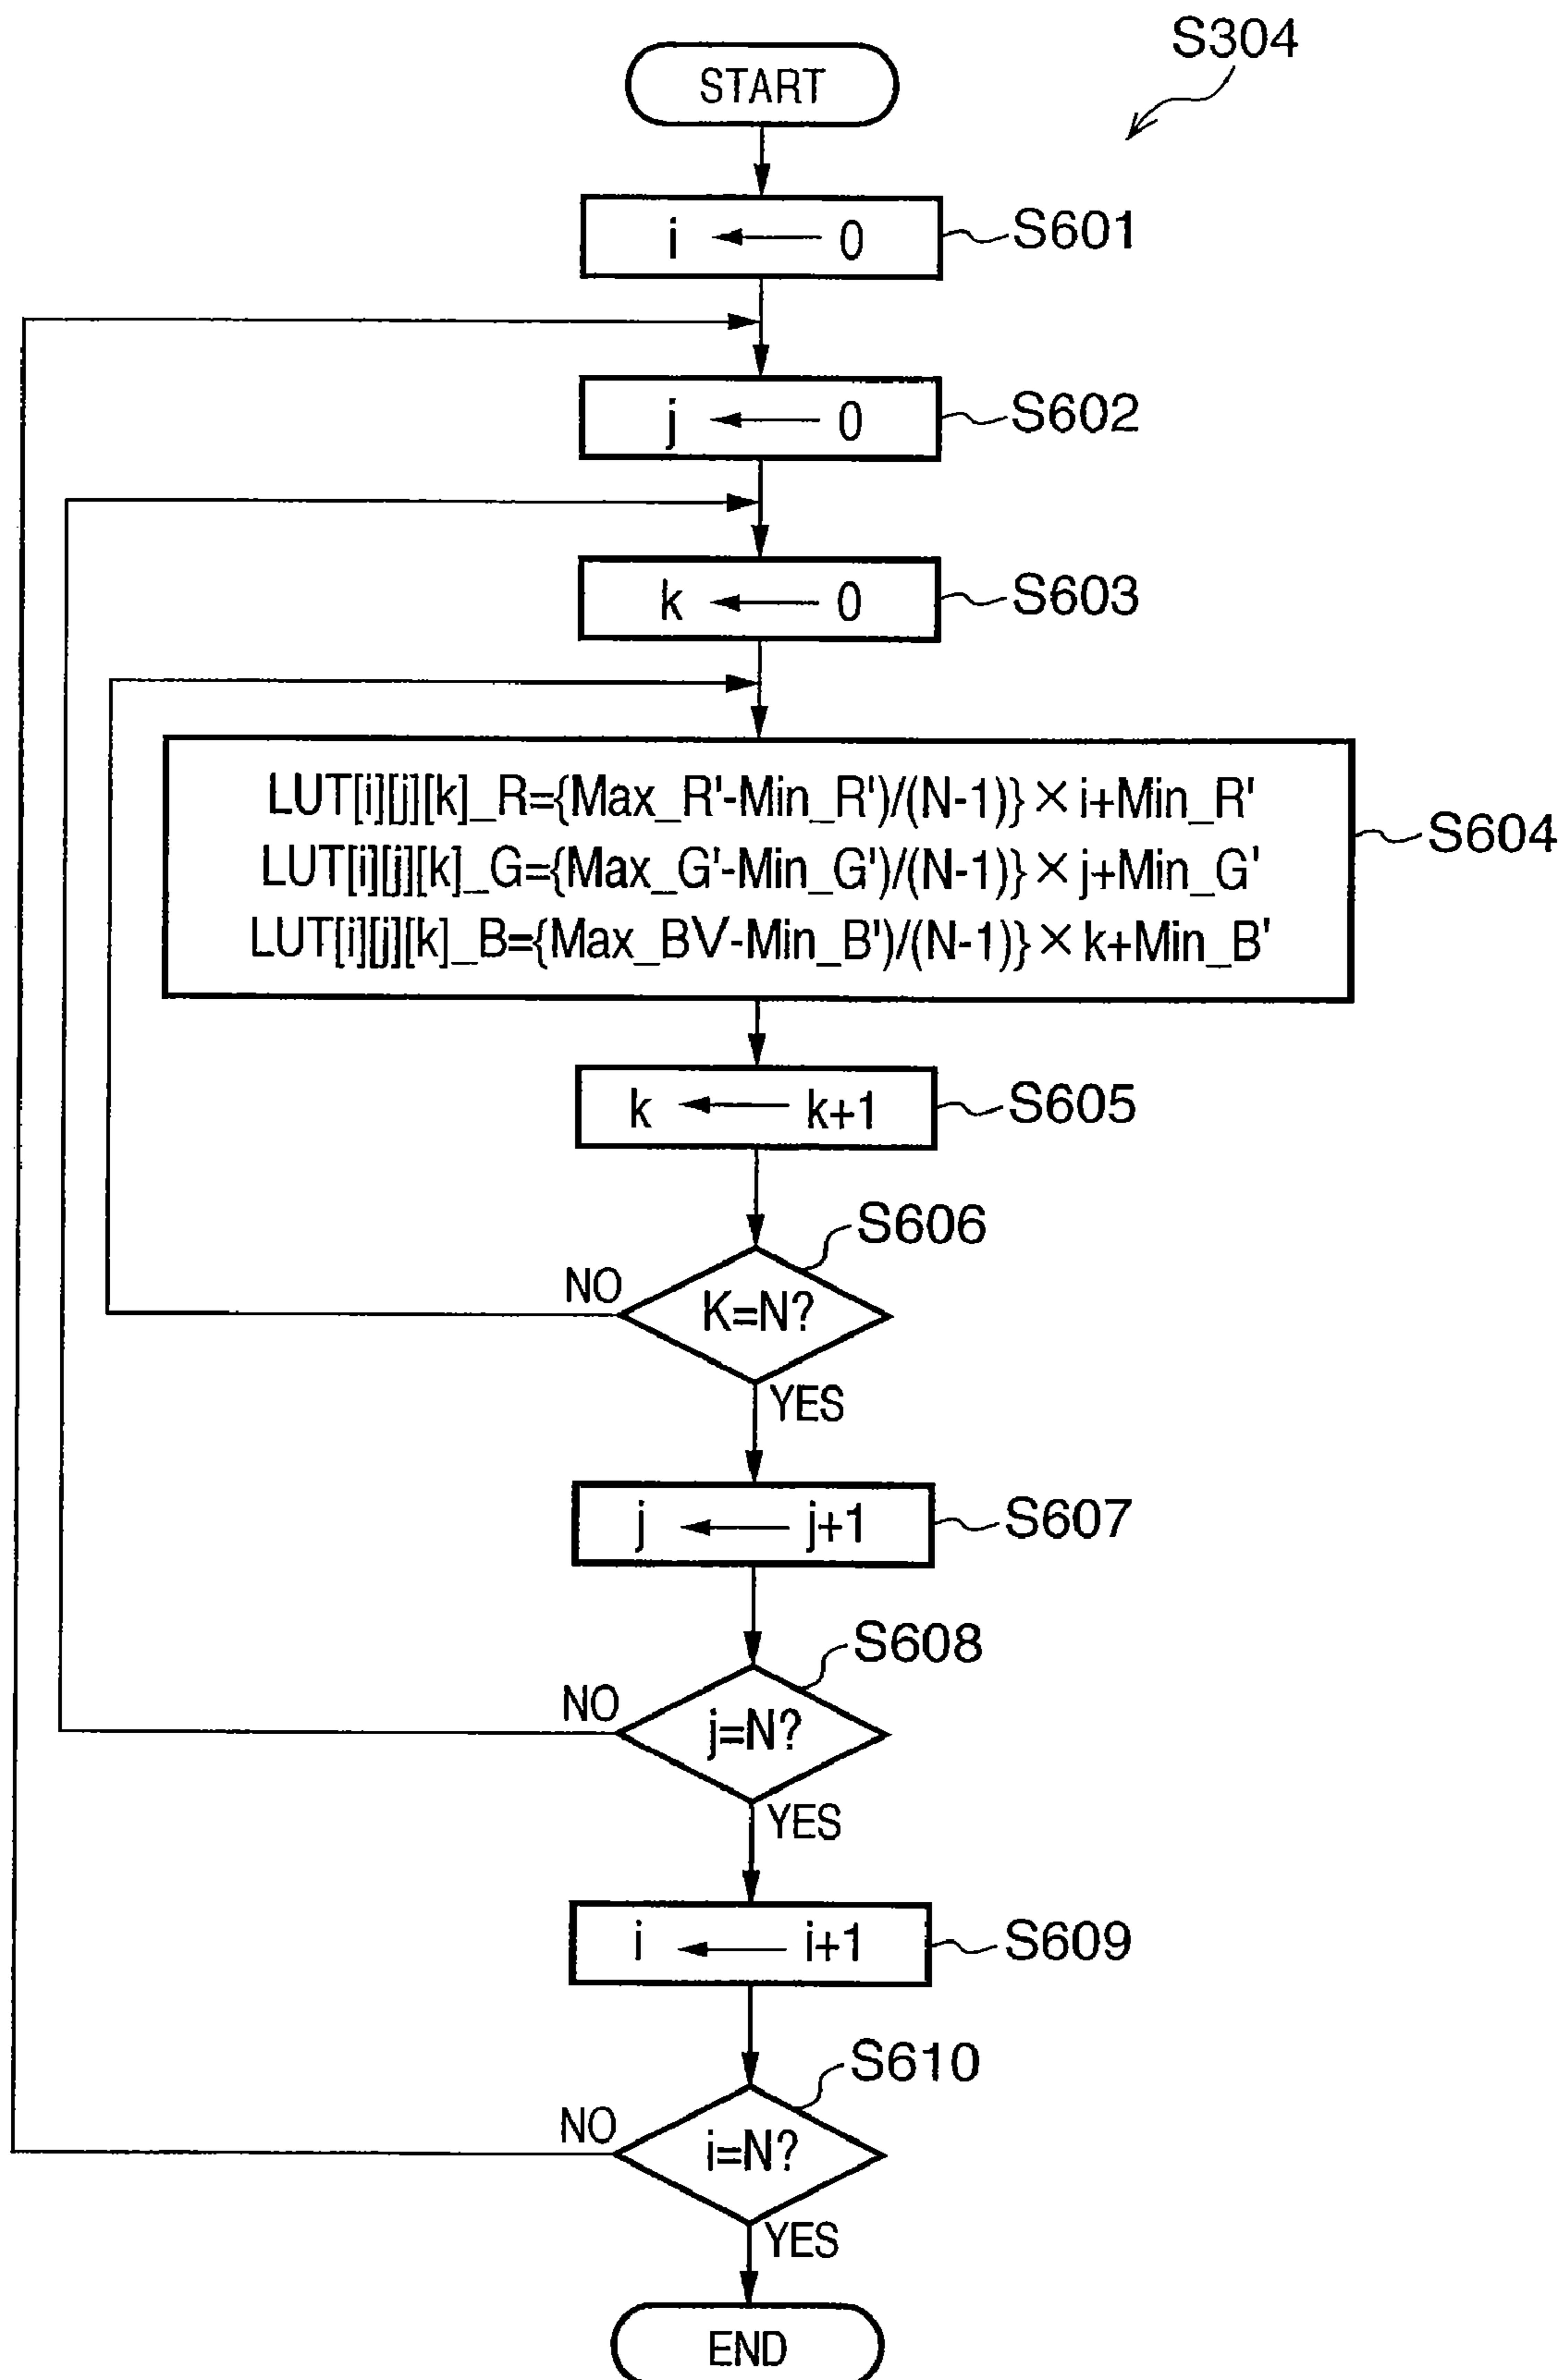 S304
START
i ← 0
S601
j ← 0
S602
k ← 0
S603
LUT[i][j][k]_R={Max_R'-Min_R')/(N-1)}×i+Min_R'
LUT[i][j][k]_G={Max_G'-Min_G')/(N-1)}×j+Min_G'
LUT[i][j][k]_B={Max_BV-Min_B')/(N-1)}×k+Min_B'
S604
k ← k+1
S605
S606
NO
K=N?
YES
j ← j+1
S607
S608
NO
j=N?
YES
i ← i+1
S609
S610
NO
i=N?
YES
END